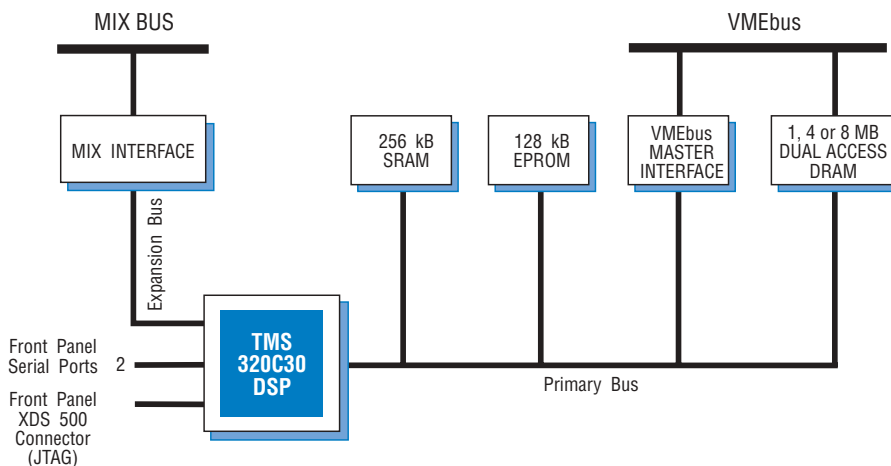 MIX BUS
VMEbus
MIX INTERFACE
256 kB
SRAM
128 kB
EPROM
VMEbus
MASTER
INTERFACE
1, 4 or 8 MB
DUAL ACCESS
DRAM
Expansion Bus
TMS
320C30
DSP
Front Panel
Serial Ports 2
Primary Bus
Front Panel
XDS 500
Connector
(JTAG)